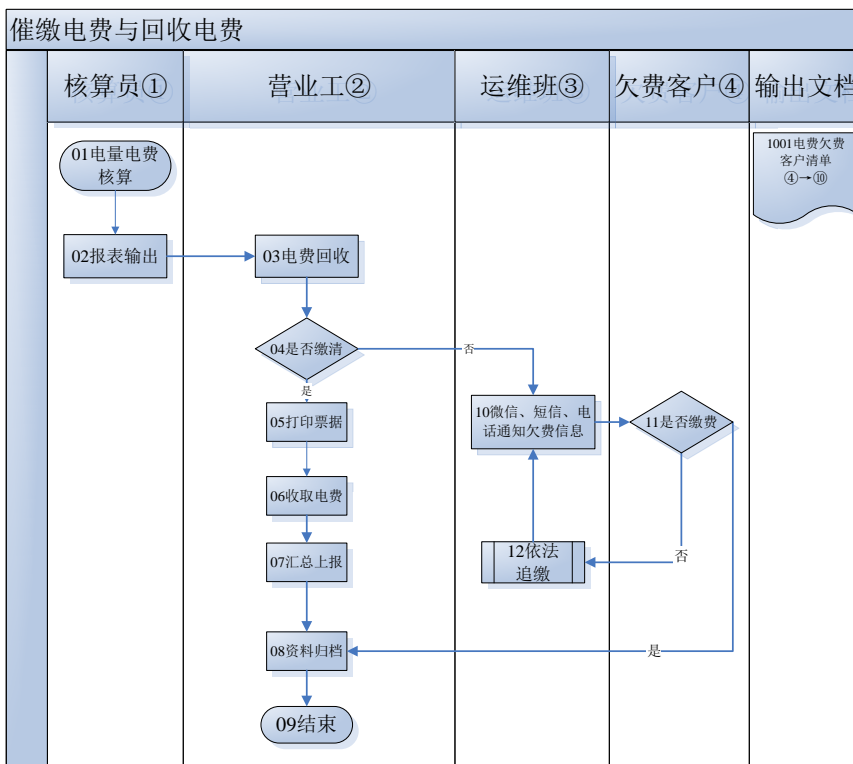 催缴电费与回收电费
核算员①
营业工②
运维班③
欠费客户④
输出文档
01电量电费
核算
1001电费欠费
客户清单
④→⑩
02报表输出
03电费回收
04是否缴清
否
是
10微信、短信、电
话通知欠费信息
11是否缴费
05打印票据
06收取电费
07汇总上报
12依法
追缴
否
08资料归档
是
09结束